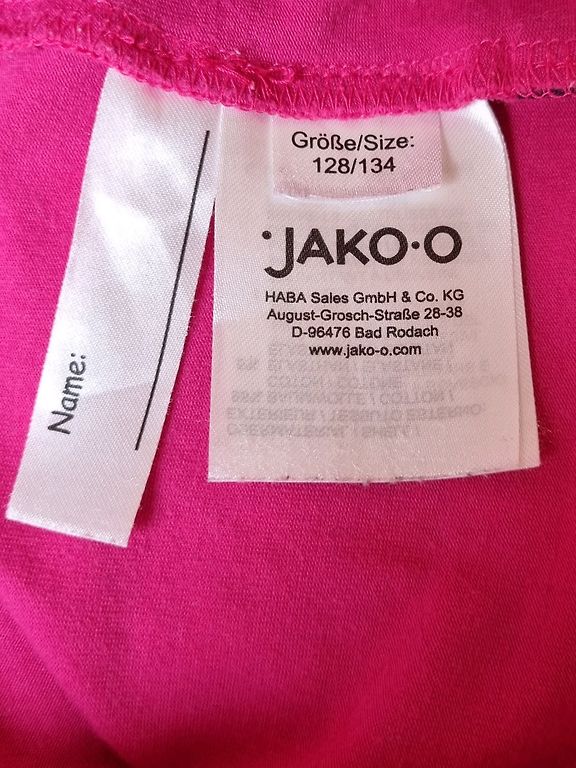 Name:
Größe/Size:
128/134
JAKO-O
HABA Sales GmbH & Co. KG
August-Grosch-Straße 28-38
D-96476 Bad Rodach
www.jako-o.com